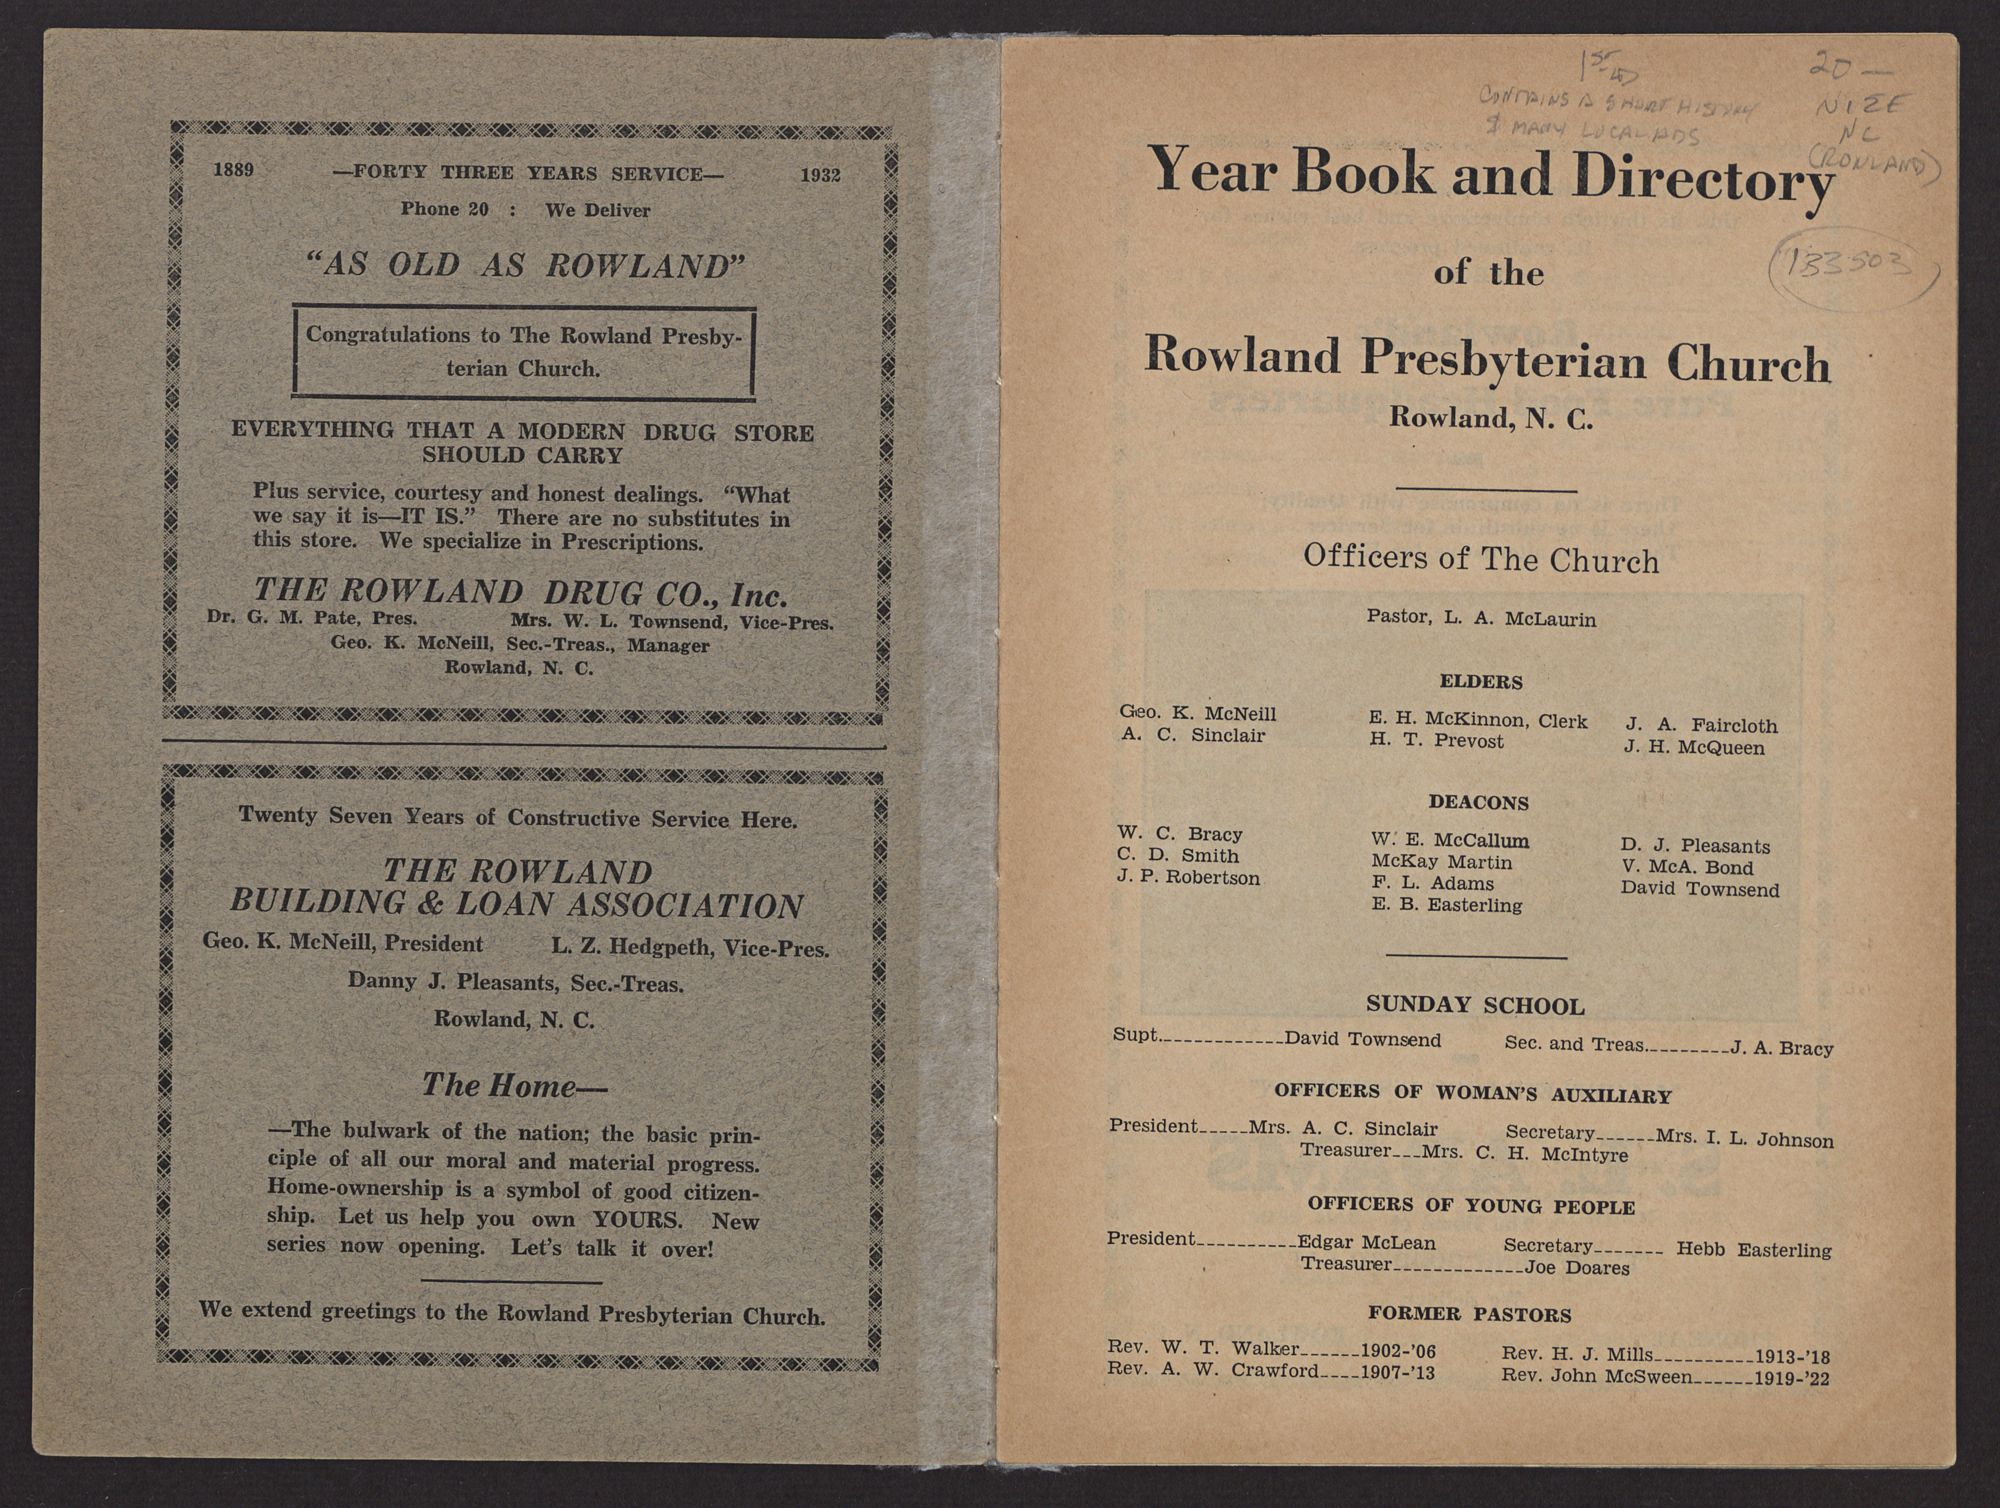 1889 —FORTY THREE YEARS SERVICE— 1932
Phone 20 : We Deliver
“AS OLD AS ROWLAND”
Congratulations to The Rowland Presby-
terian Church.
EVERYTHING THAT A MODERN DRUG STORE
SHOULD CARRY
Plus service, courtesy and honest dealings. “What
we say it is—IT IS.” There are no substitutes in
this store. We specialize in Prescriptions.
THE ROWLAND DRUG CO., Inc.
Dr. G. M. Pate, Pres. Mrs. W. L. Townsend, Vice-Pres.
Geo. K. McNeill, Sec.-Treas., Manager
Rowland, N. C.
Twenty Seven Years of Constructive Service Here.
THE ROWLAND
BUILDING & LOAN ASSOCIATION
Geo. K. McNeill, President L. Z. Hedgpeth, Vice-Pres.
Danny J. Pleasants, Sec.-Treas.
Rowland, N. C.
The Home—
—The bulwark of the nation; the basic prin-
ciple of all our moral and material progress.
Home-ownership is a symbol of good citizen-
ship. Let us help you own YOURS. New
series now opening. Let’s talk it over!
We extend greetings to the Rowland Presbyterian Church.
1st
CONTAINS A SHORT HISTORY
& MANY LOCAL ADS
20 —
NIZE
NC
(ROWLAND)
Year Book and Directory
133503
of the
Rowland Presbyterian Church
Rowland, N. C.
Officers of The Church
Pastor, L. A. McLaurin
ELDERS
Geo. K. McNeill E. H. McKinnon, Clerk J. A. Faircloth
A. C. Sinclair H. T. Prevost J. H. McQueen
DEACONS
W. C. Bracy W. E. McCallum D. J. Pleasants
C. D. Smith McKay Martin V. McA. Bond
J. P. Robertson F. L. Adams David Townsend
E. B. Easterling
SUNDAY SCHOOL
Supt.____________David Townsend Sec. and Treas.________J. A. Bracy
OFFICERS OF WOMAN’S AUXILIARY
President_____Mrs. A. C. Sinclair Secretary______Mrs. I. L. Johnson
Treasurer___Mrs. C. H. McIntyre
OFFICERS OF YOUNG PEOPLE
President__________Edgar McLean Secretary_______ Hebb Easterling
Treasurer_____________Joe Doares
FORMER PASTORS
Rev. W. T. Walker______1902-’06 Rev. H. J. Mills__________1913-’18
Rev. A. W. Crawford____1907-’13 Rev. John McSween______1919-’22